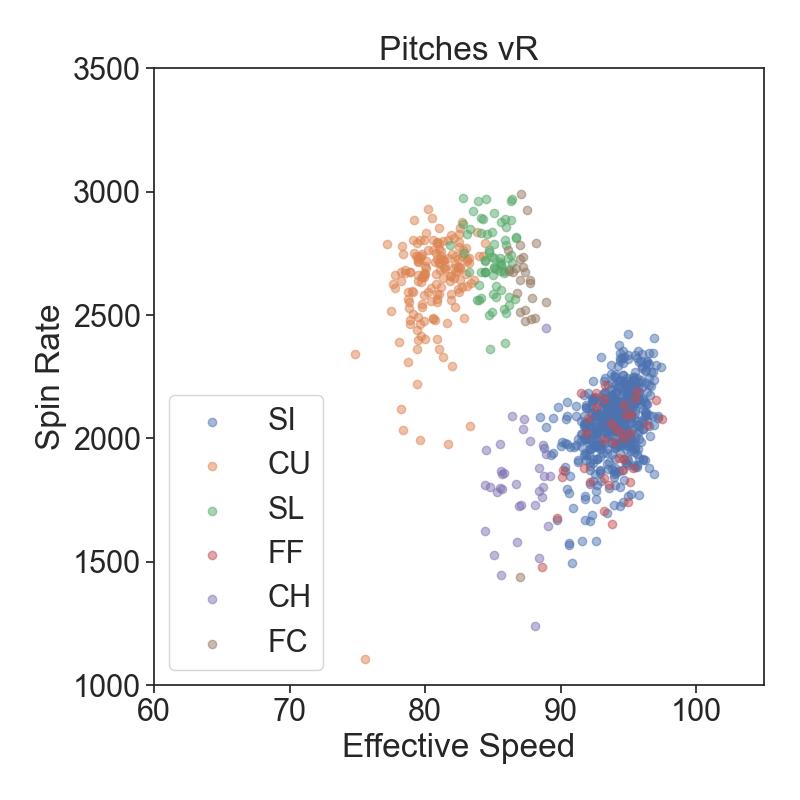 Pitches vR
3500
3000
2500
2000
1500
1000
Spin Rate
SI
CU
SL
FF
CH
FC
60 70 80 90 100
Effective Speed